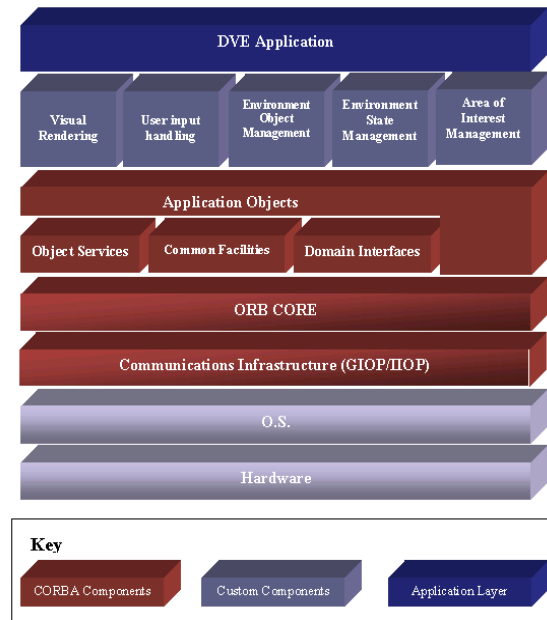 DVE Application
Visual
Rendering
User input
handling
Environment
Object
Management
Environment
State
Management
Area of
Interest
Management
Application Objects
Object Services
Common Facilities
Domain Interfaces
ORB CORE
Communications Infrastructure (GIOP/IIOP)
O.S.
Hardware
Key
CORBA Components
Custom Components
Application Layer